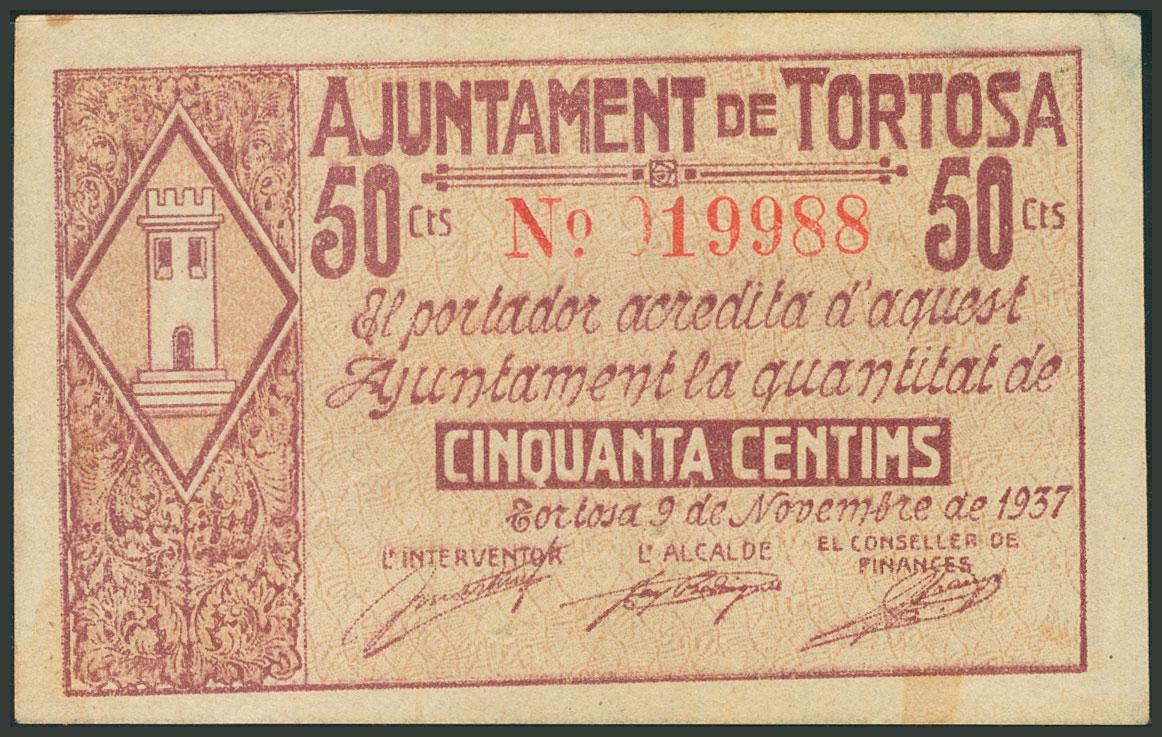 AJUNTAMENT DE TORTOSA
50 Cts No. 019988 50 Cts
El portador acredita d'aquest
Ajuntament la quantitat de
CINQUANTA CENTIMS
Tortosa 9 de Novembre de 1937
L'INTERVENTOR L'ALCALDE EL CONSELLER DE
FINANCES